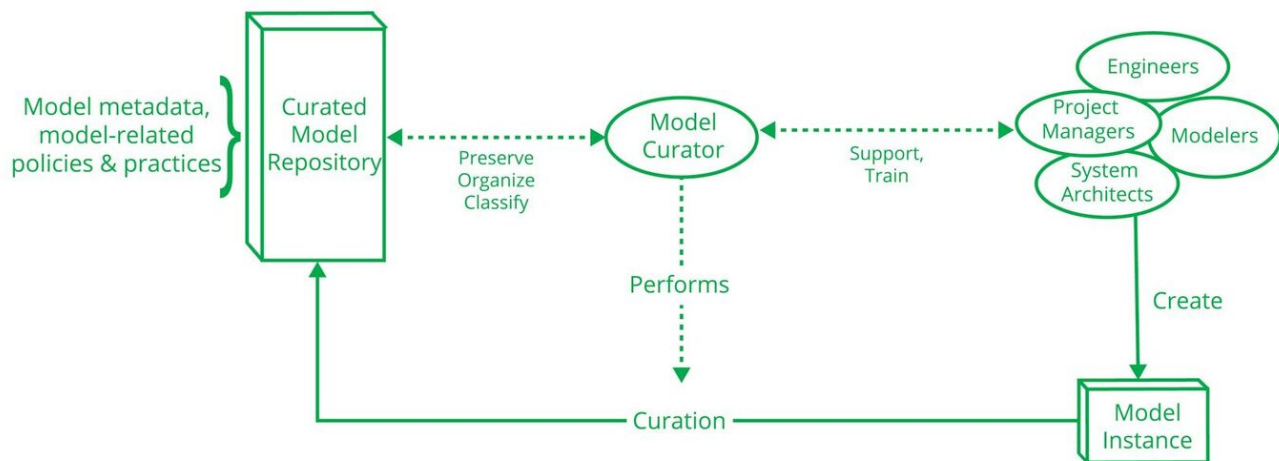 Model metadata,
model-related
policies & practices
Curated
Model
Repository
Preserve
Organize
Classify
Model
Curator
Support,
Train
Engineers
Project
Managers
Modelers
System
Architects
Performs
Create
Curation
Model
Instance